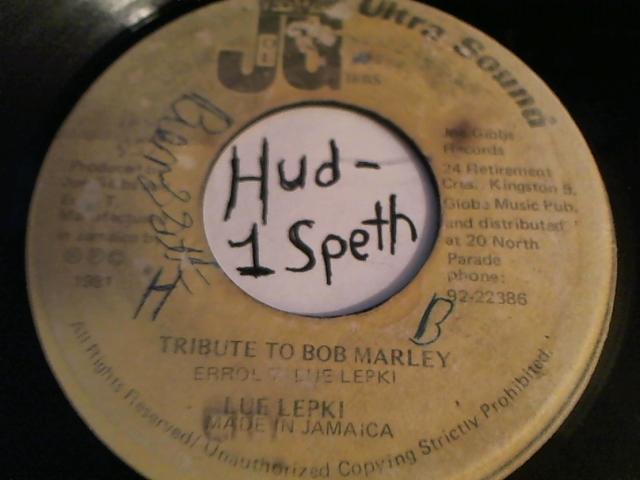 JG
Ultra Sound
Hud-
1 Speth
Joe Gibbs
Records
24 Retirement
Cres. Kingston 5,
Globe Music Pub.
and distributed
at 20 North
Parade
phone:
92-22386
1981
B
TRIBUTE TO BOB MARLEY
ERROL T. LUE LEPKI
LUE LEPKI
MADE IN JAMAICA
All Rights Reserved/ Unauthorized Copying Strictly Prohibited.